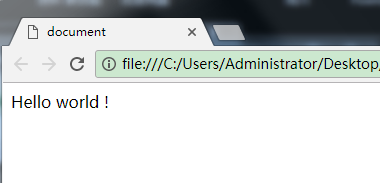 document
file:///C:/Users/Administrator/Desktop/
Hello world !